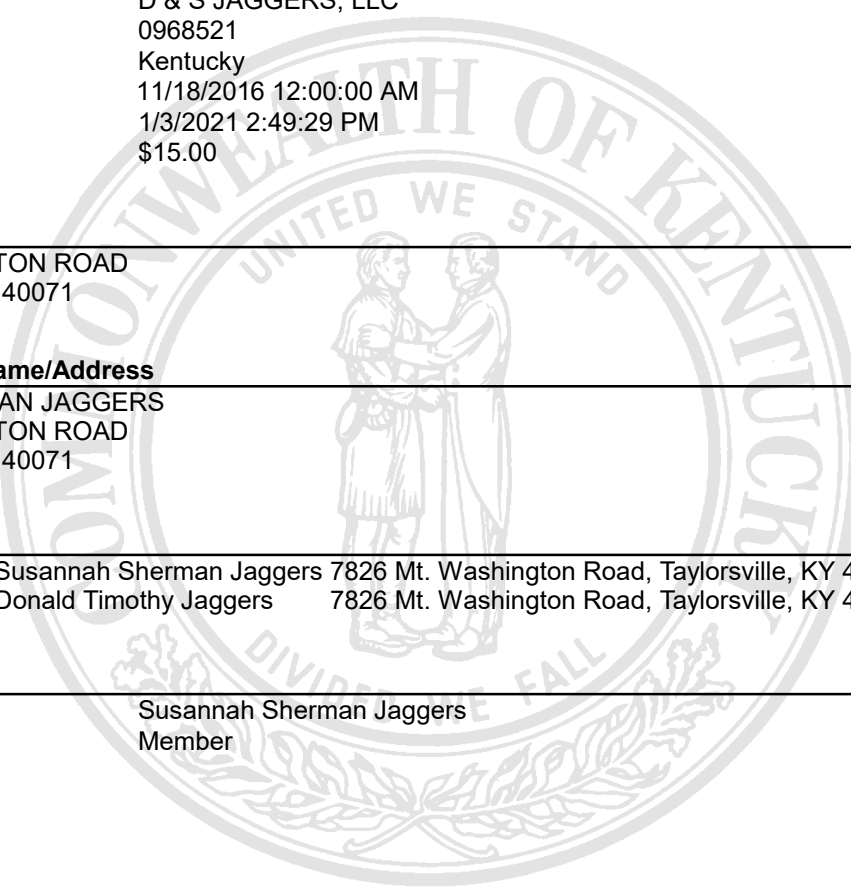 D & S JAGGERS, LLC
0968521
Kentucky
11/18/2016 12:00:00 AM
1/3/2021 2:49:29 PM
$15.00
TON ROAD
40071
ame/Address
AN JAGGERS
TON ROAD
40071
Susannah Sherman Jaggers 7826 Mt. Washington Road, Taylorsville, KY 4
Donald Timothy Jaggers 7826 Mt. Washington Road, Taylorsville, KY 4
Susannah Sherman Jaggers
Member
COMMONWEALTH OF KENTUCKY
UNITED WE STAND
DIVIDED WE FALL